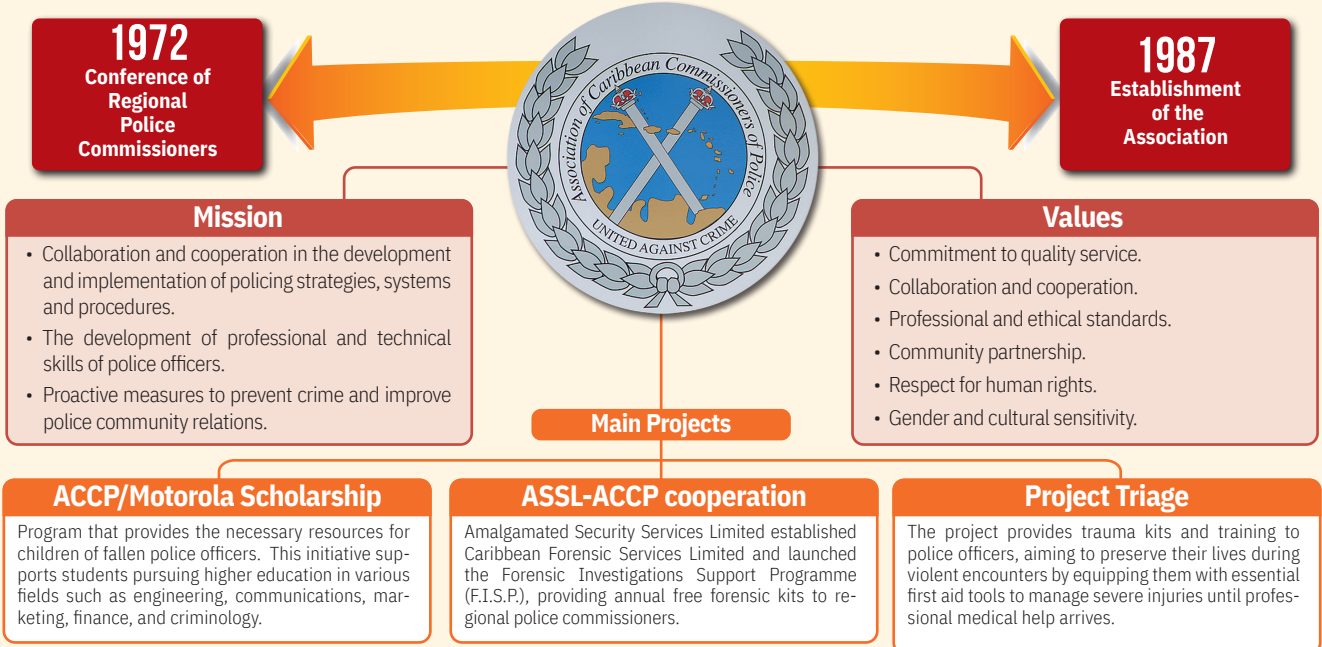 1972
Conference of
Regional
Police
Commissioners
Association of Caribbean Commissioners of Police
UNITED AGAINST CRIME
1987
Establishment
of the
Association
Mission
• Collaboration and cooperation in the development
and implementation of policing strategies, systems
and procedures.
• The development of professional and technical
skills of police officers.
• Proactive measures to prevent crime and improve
police community relations.
Values
• Commitment to quality service.
• Collaboration and cooperation.
• Professional and ethical standards.
• Community partnership.
• Respect for human rights.
• Gender and cultural sensitivity.
Main Projects
ACCP/Motorola Scholarship
Program that provides the necessary resources for
children of fallen police officers. This initiative sup-
ports students pursuing higher education in various
fields such as engineering, communications, mar-
keting, finance, and criminology.
ASSL-ACCP cooperation
Amalgamated Security Services Limited established
Caribbean Forensic Services Limited and launched
the Forensic Investigations Support Programme
(F.I.S.P.), providing annual free forensic kits to re-
gional police commissioners.
Project Triage
The project provides trauma kits and training to
police officers, aiming to preserve their lives during
violent encounters by equipping them with essential
first aid tools to manage severe injuries until profes-
sional medical help arrives.